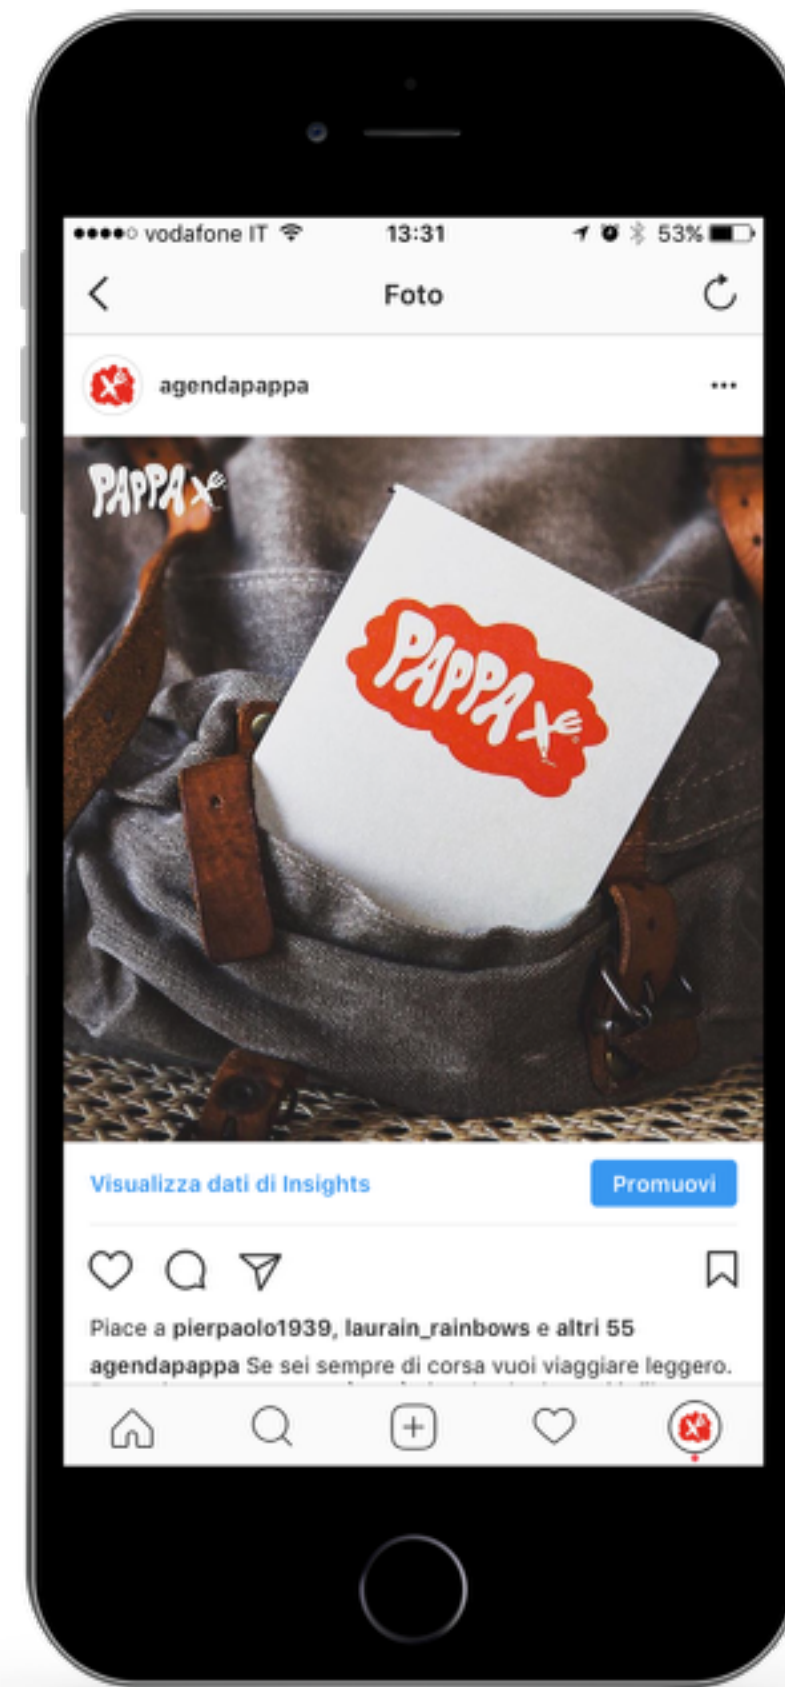 vodafone IT
13:31
53%
Foto
agendapappa
PAPPA
PAPPA
Visualizza dati di Insights
Promuovi
Piace a pierpaolo1939, laurain_rainbows e altri 55
agendapappa Se sei sempre di corsa vuoi viaggiare leggero.